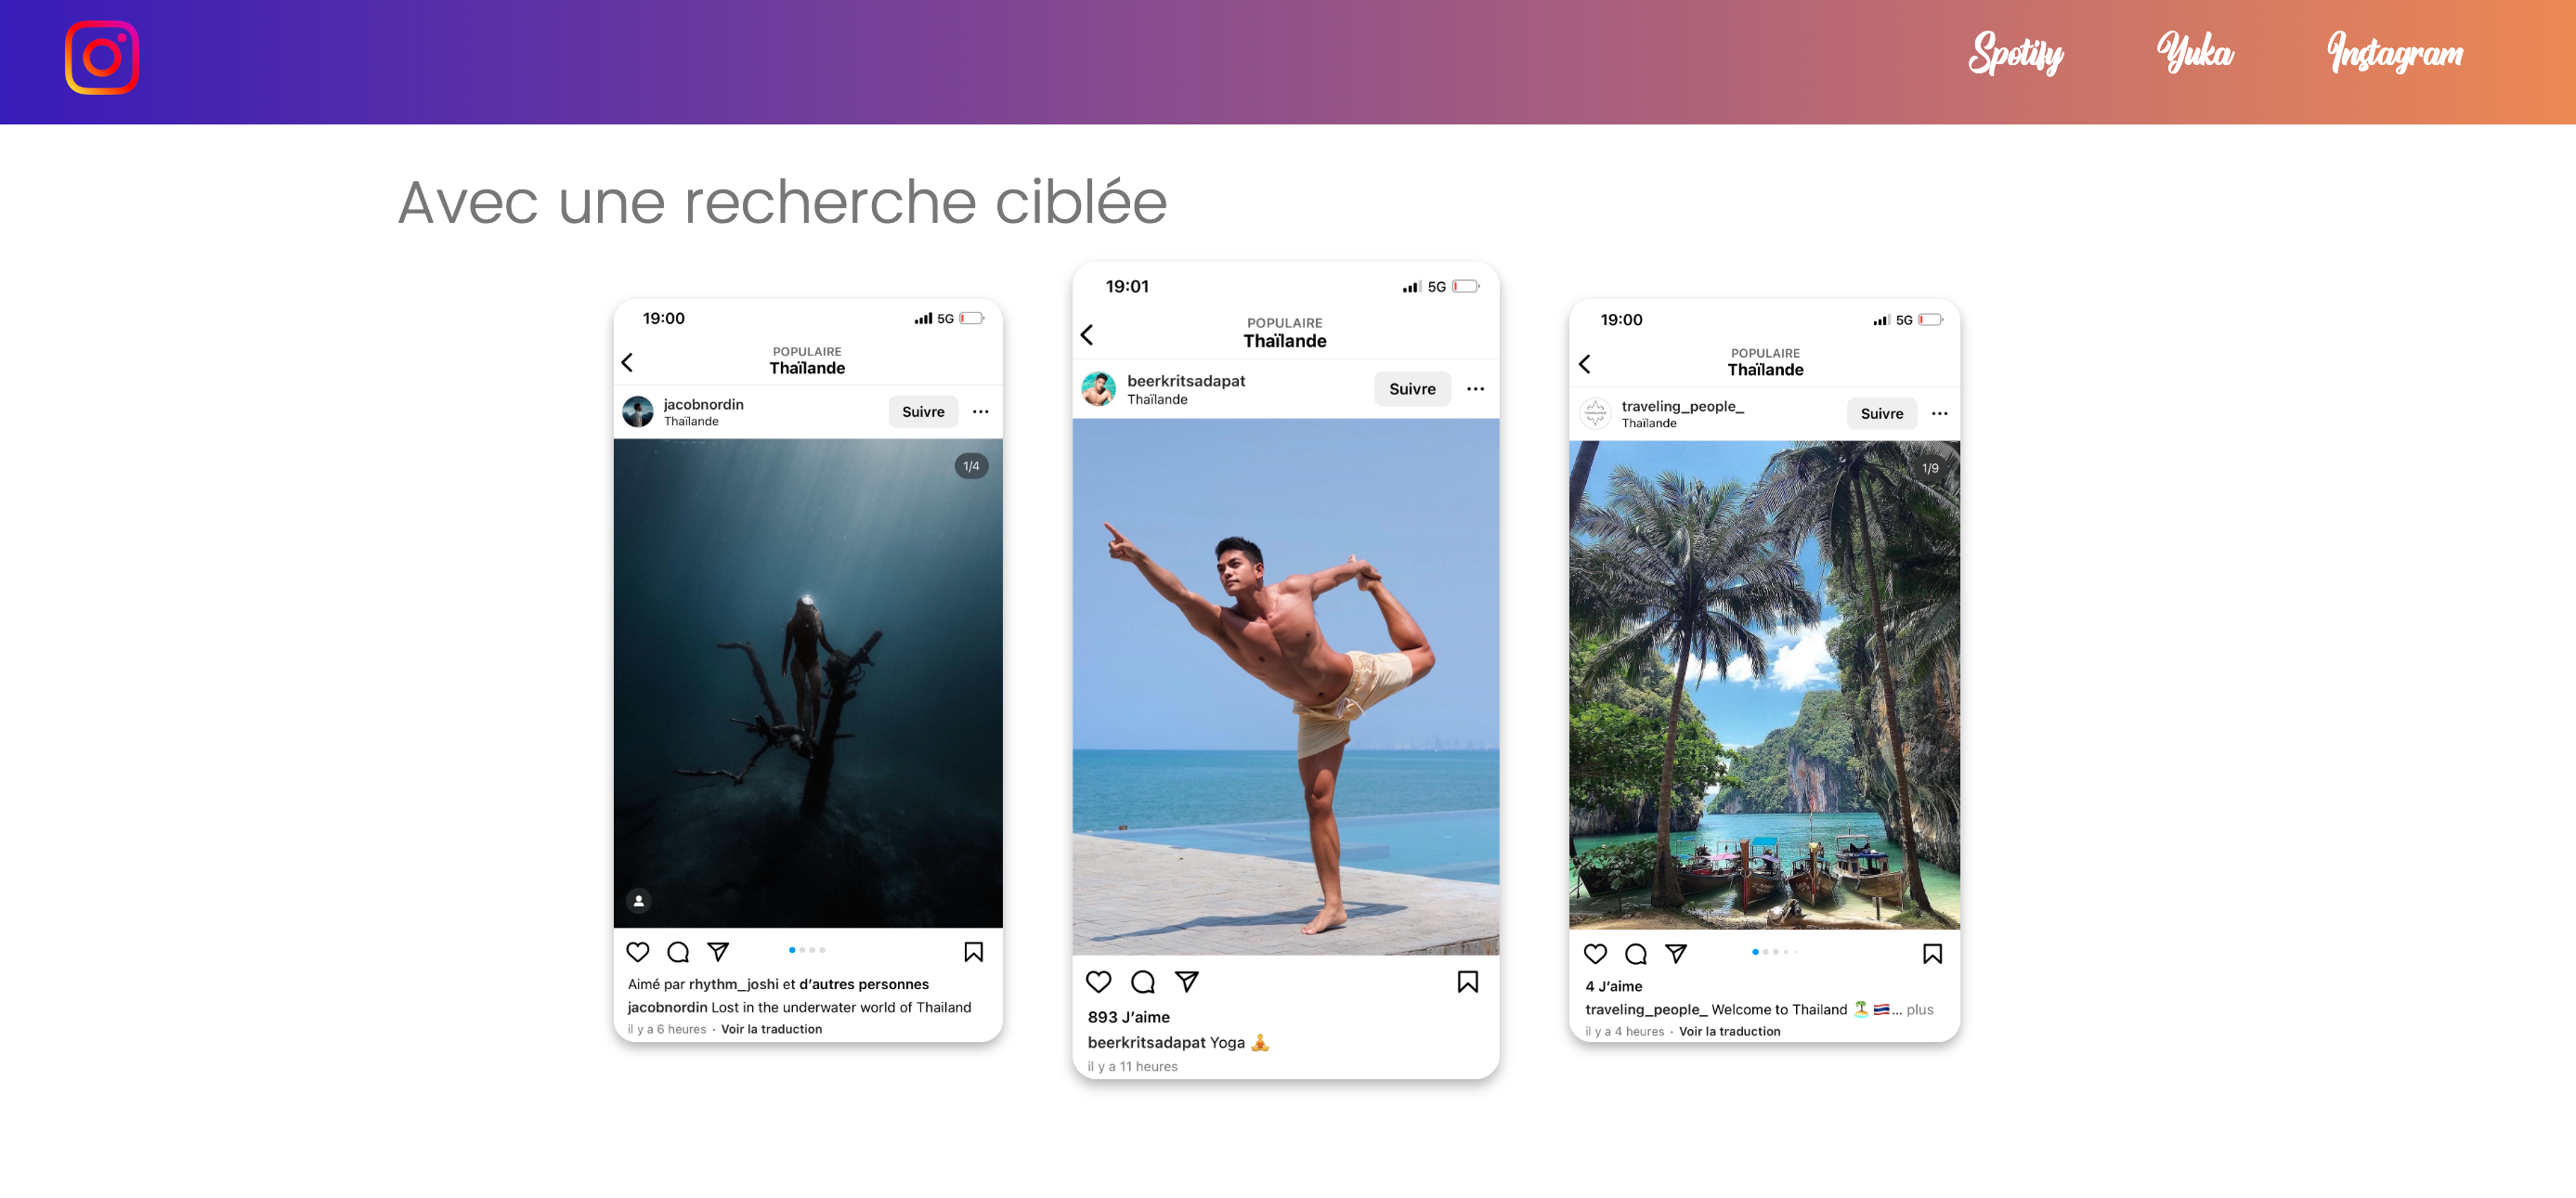 Spotify
Yuka
Instagram
Avec une recherche ciblée
19:00
5G
POPULAIRE
Thaïlande
jacobnordin
Thaïlande
Suivre
1/4
Aimé par rhythm_joshi et d'autres personnes
jacobnordin Lost in the underwater world of Thailand
il y a 6 heures · Voir la traduction
19:01
5G
POPULAIRE
Thaïlande
beerkritsadapat
Thaïlande
Suivre
893 J'aime
beerkritsadapat Yoga 🧘
il y a 11 heures
19:00
5G
POPULAIRE
Thaïlande
traveling_people_
Thaïlande
Suivre
1/9
4 J'aime
traveling_people_ Welcome to Thailand 🏝️ 🇹🇭... plus
il y a 4 heures · Voir la traduction